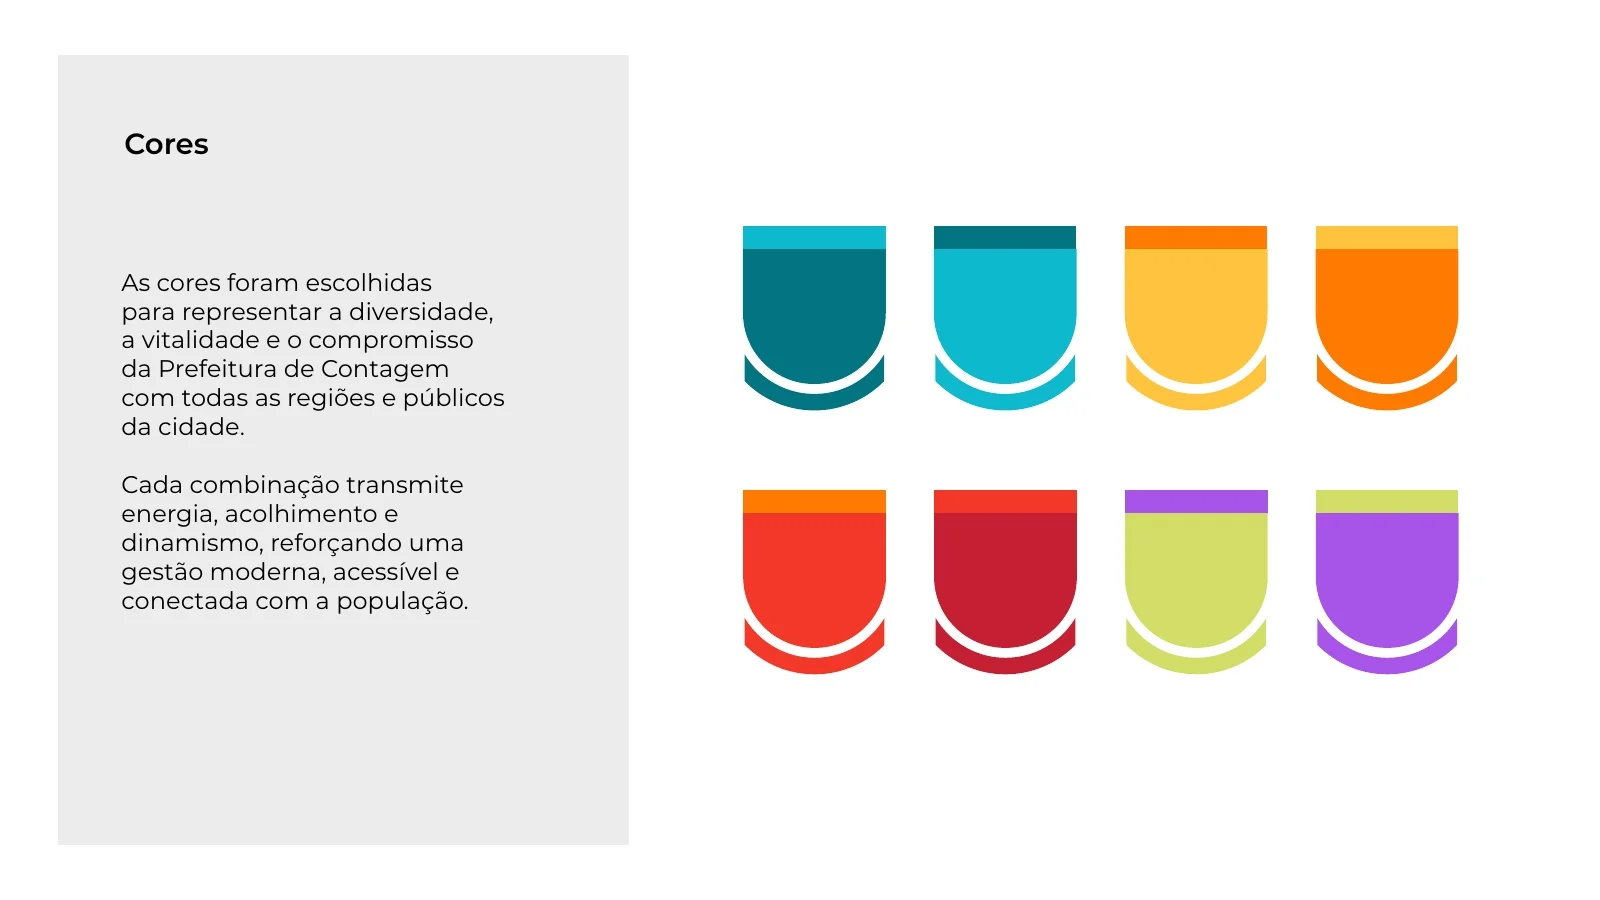 Cores
As cores foram escolhidas
para representar a diversidade,
a vitalidade e o compromisso
da Prefeitura de Contagem
com todas as regiões e públicos
da cidade.
Cada combinação transmite
energia, acolhimento e
dinamismo, reforçando uma
gestão moderna, acessível e
conectada com a população.